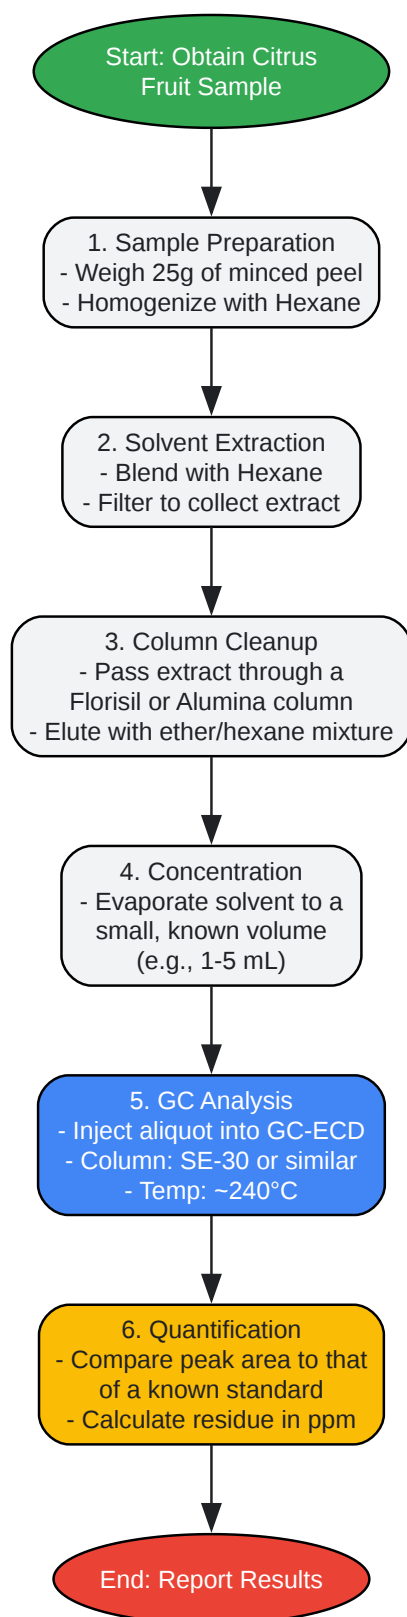 Start: Obtain Citrus
Fruit Sample
1. Sample Preparation
- Weigh 25g of minced peel
- Homogenize with Hexane
2. Solvent Extraction
- Blend with Hexane
- Filter to collect extract
3. Column Cleanup
- Pass extract through a
Florisil or Alumina column
- Elute with ether/hexane mixture
4. Concentration
- Evaporate solvent to a
small, known volume
(e.g., 1-5 mL)
5. GC Analysis
- Inject aliquot into GC-ECD
- Column: SE-30 or similar
- Temp: ~240°C
6. Quantification
- Compare peak area to that
of a known standard
- Calculate residue in ppm
End: Report Results